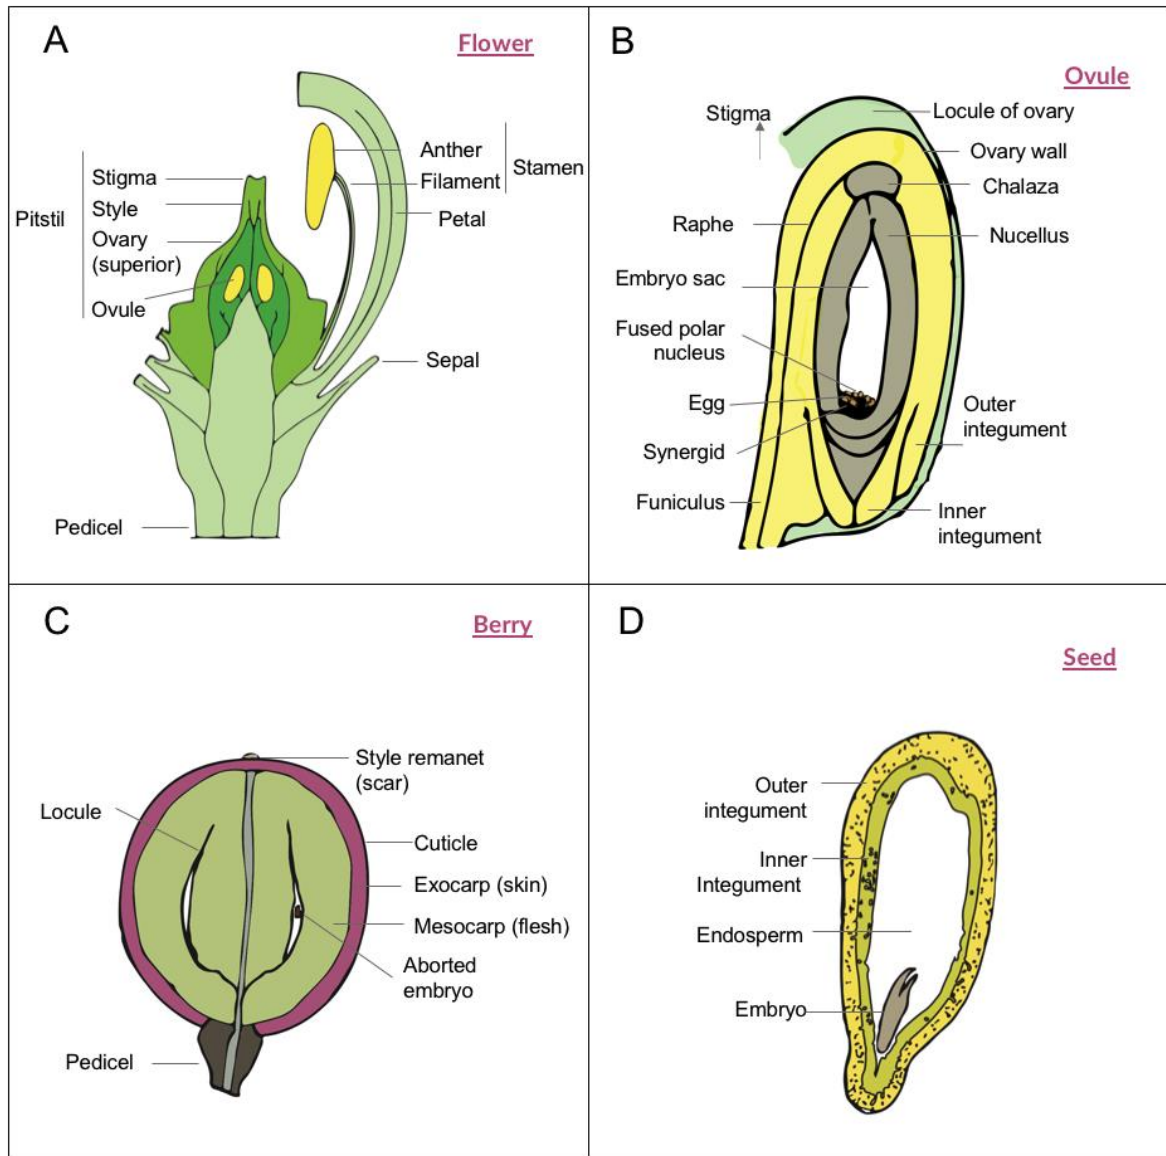 A
Flower
Stigma
Style
Pitstil
Ovary
(superior)
Ovule
Anther
Filament
Stamen
Petal
Sepal
Pedicel
B
Ovule
Stigma
Locule of ovary
Ovary wall
Chalaza
Raphe
Nucellus
Embryo sac
Fused polar
nucleus
Egg
Synergid
Funiculus
Outer
integument
Inner
integument
C
Berry
Style remanet
(scar)
Locule
Cuticle
Exocarp (skin)
Mesocarp (flesh)
Aborted
embryo
Pedicel
D
Seed
Outer
integument
Inner
Integument
Endosperm
Embryo